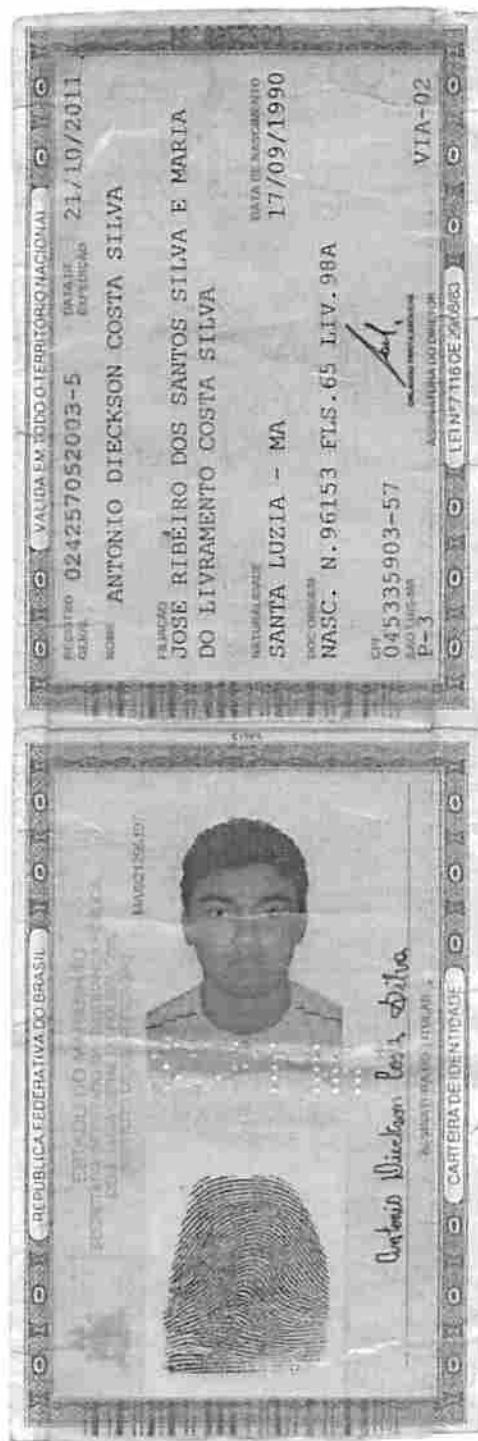 REPÚBLICA FEDERATIVA DO BRASIL
ESTADO DO MARANHÃO
Antonio Dieckson Costa Silva
ASSINATURA DO TITULAR
CARTEIRA DE IDENTIDADE
VÁLIDA EM TODO O TERRITÓRIO NACIONAL
REGISTRO GERAL 024257052003-5 DATA DE EXPEDIÇÃO 21/10/2011
NOME ANTONIO DIECKSON COSTA SILVA
FILIAÇÃO
JOSE RIBEIRO DOS SANTOS SILVA E MARIA
DO LIVRAMENTO COSTA SILVA
NATURALIDADE DATA DE NASCIMENTO
SANTA LUZIA - MA 17/09/1990
DOC ORIGEM
NASC. N.96153 FLS.65 LIV.98A
CPF
045335903-57
SAO LUIS-MA
P-3 VIA-02
ASSINATURA DO DIRETOR
LEI Nº 7.116 DE 29/08/83